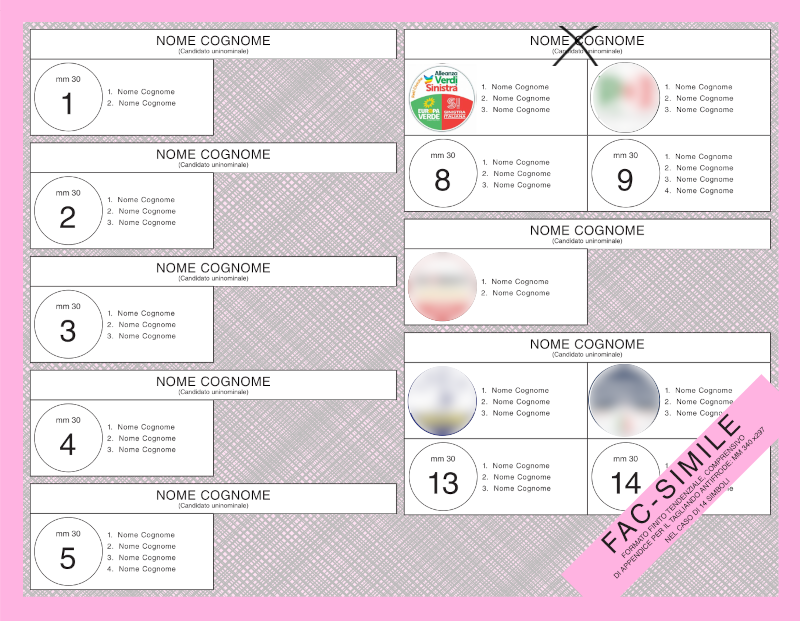 NOME COGNOME
(Candidato uninominale)
mm 30
1
1. Nome Cognome
2. Nome Cognome
NOME COGNOME
(Candidato uninominale)
mm 30
2
1. Nome Cognome
2. Nome Cognome
3. Nome Cognome
NOME COGNOME
(Candidato uninominale)
mm 30
3
1. Nome Cognome
2. Nome Cognome
3. Nome Cognome
NOME COGNOME
(Candidato uninominale)
mm 30
4
1. Nome Cognome
2. Nome Cognome
3. Nome Cognome
NOME COGNOME
(Candidato uninominale)
mm 30
5
1. Nome Cognome
2. Nome Cognome
3. Nome Cognome
4. Nome Cognome
NOME COGNOME
(Candidato uninominale)
Alleanza
Verdi
Sinistra
EUROPA
VERDE
SI
SINISTRA
ITALIANA
1. Nome Cognome
2. Nome Cognome
3. Nome Cognome
1. Nome Cognome
2. Nome Cognome
3. Nome Cognome
mm 30
8
1. Nome Cognome
2. Nome Cognome
3. Nome Cognome
mm 30
9
1. Nome Cognome
2. Nome Cognome
3. Nome Cognome
4. Nome Cognome
NOME COGNOME
(Candidato uninominale)
1. Nome Cognome
2. Nome Cognome
NOME COGNOME
(Candidato uninominale)
1. Nome Cognome
2. Nome Cognome
3. Nome Cognome
1. Nome Cognome
2. Nome Cognome
3. Nome Cognome
mm 30
13
1. Nome Cognome
2. Nome Cognome
3. Nome Cognome
mm 30
14
FAC-SIMILE
FORMATO FINITO TENDENZIALE, COMPRENSIVO
DI APPENDICE PER IL TAGLIANDO ANTIFRODE, MM 340 x297
NEL CASO DI 14 SIMBOLI